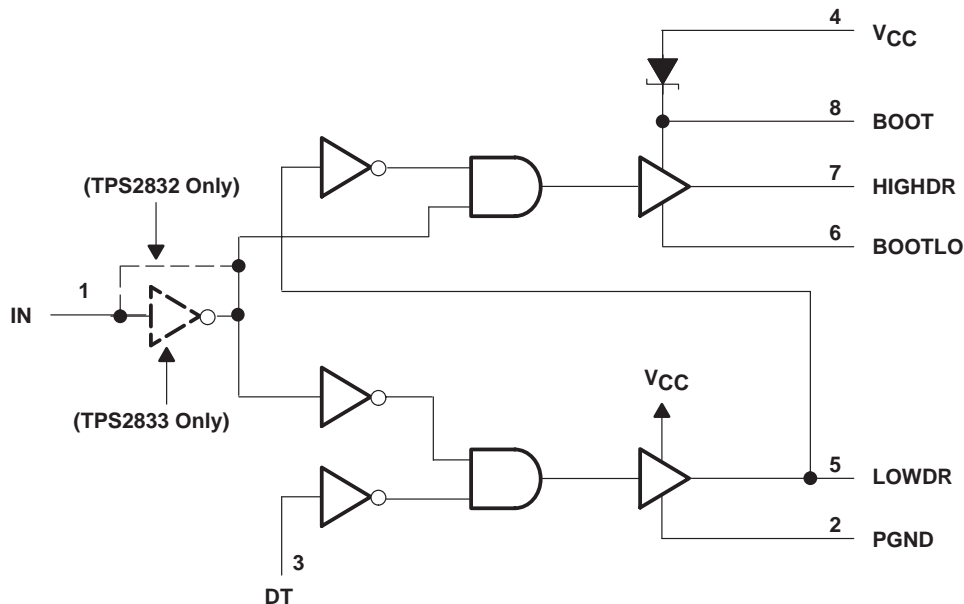 4
VCC
8
BOOT
7
HIGHDR
(TPS2832 Only)
6
BOOTLO
1
IN
VCC
(TPS2833 Only)
5
LOWDR
2
PGND
3
DT